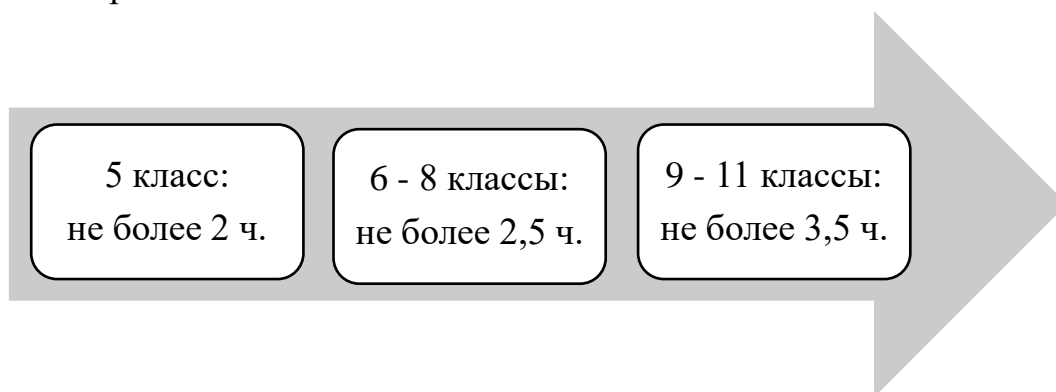 5 класс:
не более 2 ч.
6 - 8 классы:
не более 2,5 ч.
9 - 11 классы:
не более 3,5 ч.